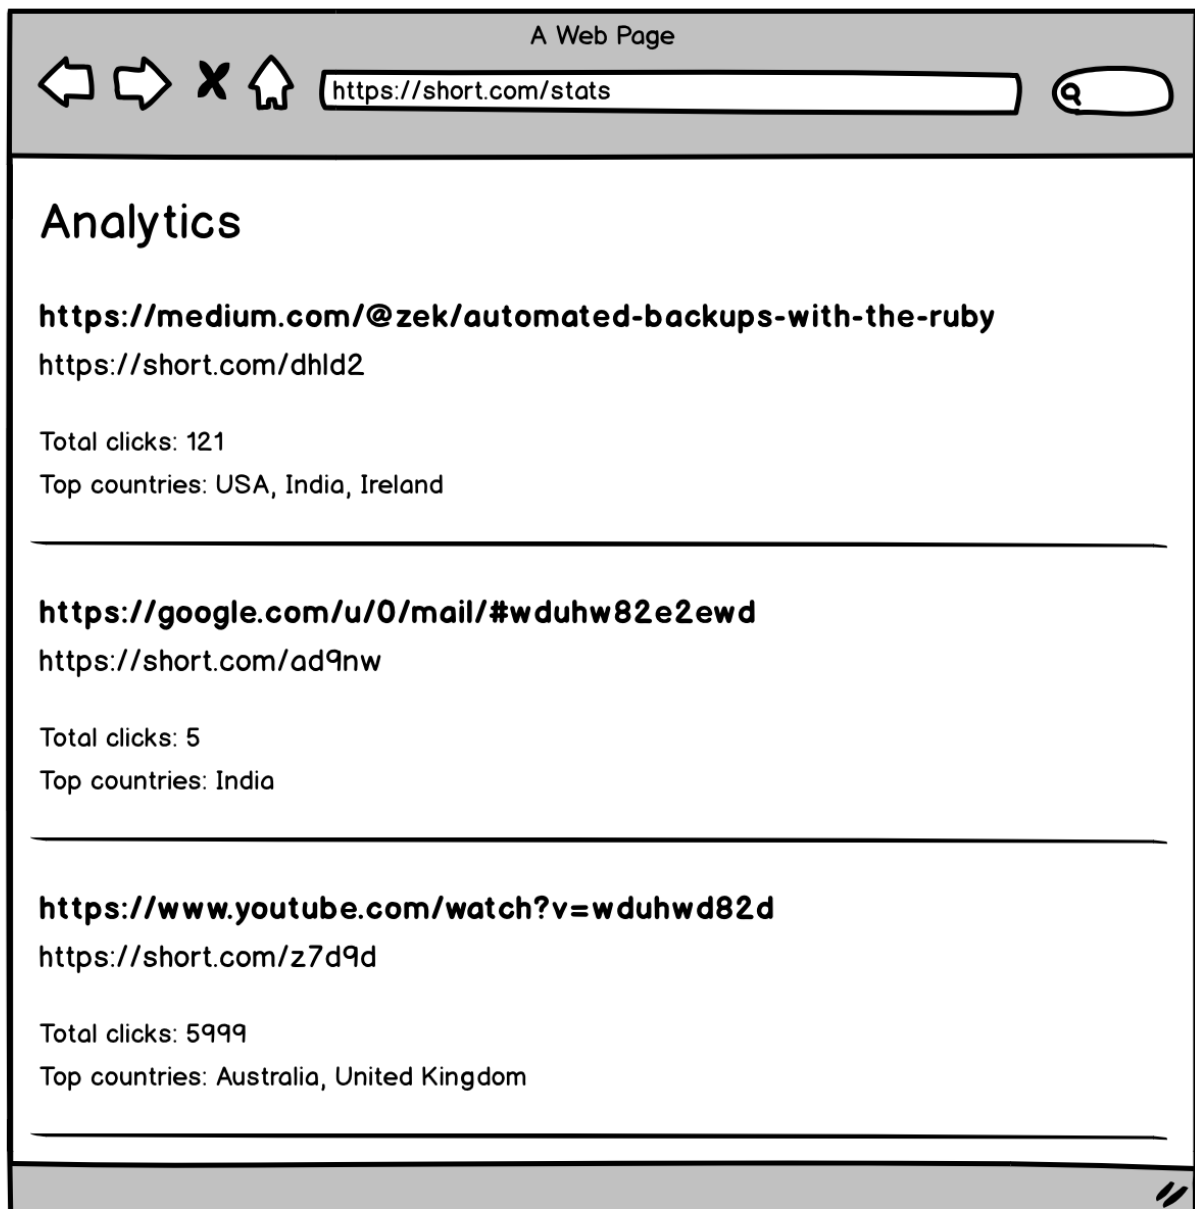 A Web Page
https://short.com/stats
Analytics
https://medium.com/@zek/automated-backups-with-the-ruby
https://short.com/dhld2
Total clicks: 121
Top countries: USA, India, Ireland
https://google.com/u/0/mail/#wduhw82e2ewd
https://short.com/ad9nw
Total clicks: 5
Top countries: India
https://www.youtube.com/watch?v=wduhwd82d
https://short.com/z7d9d
Total clicks: 5999
Top countries: Australia, United Kingdom